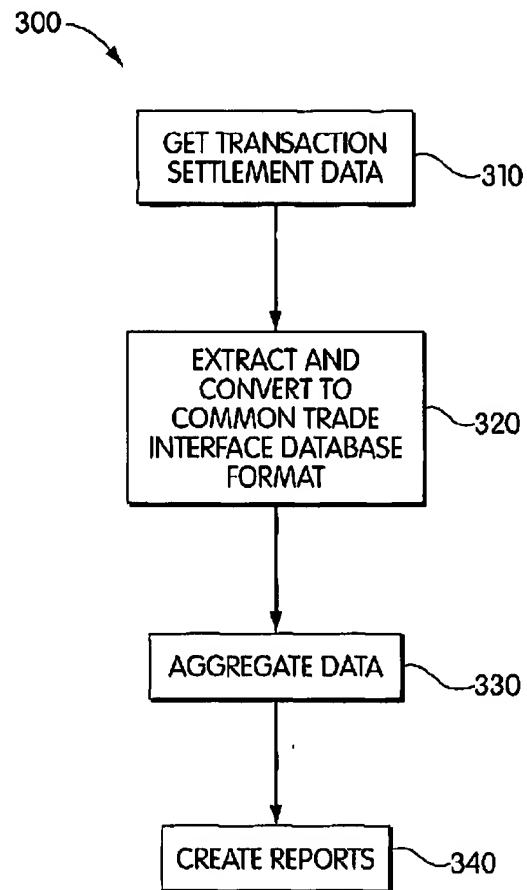 300
GET TRANSACTION
SETTLEMENT DATA
310
EXTRACT AND
CONVERT TO
COMMON TRADE
INTERFACE DATABASE
FORMAT
320
AGGREGATE DATA
330
CREATE REPORTS
340